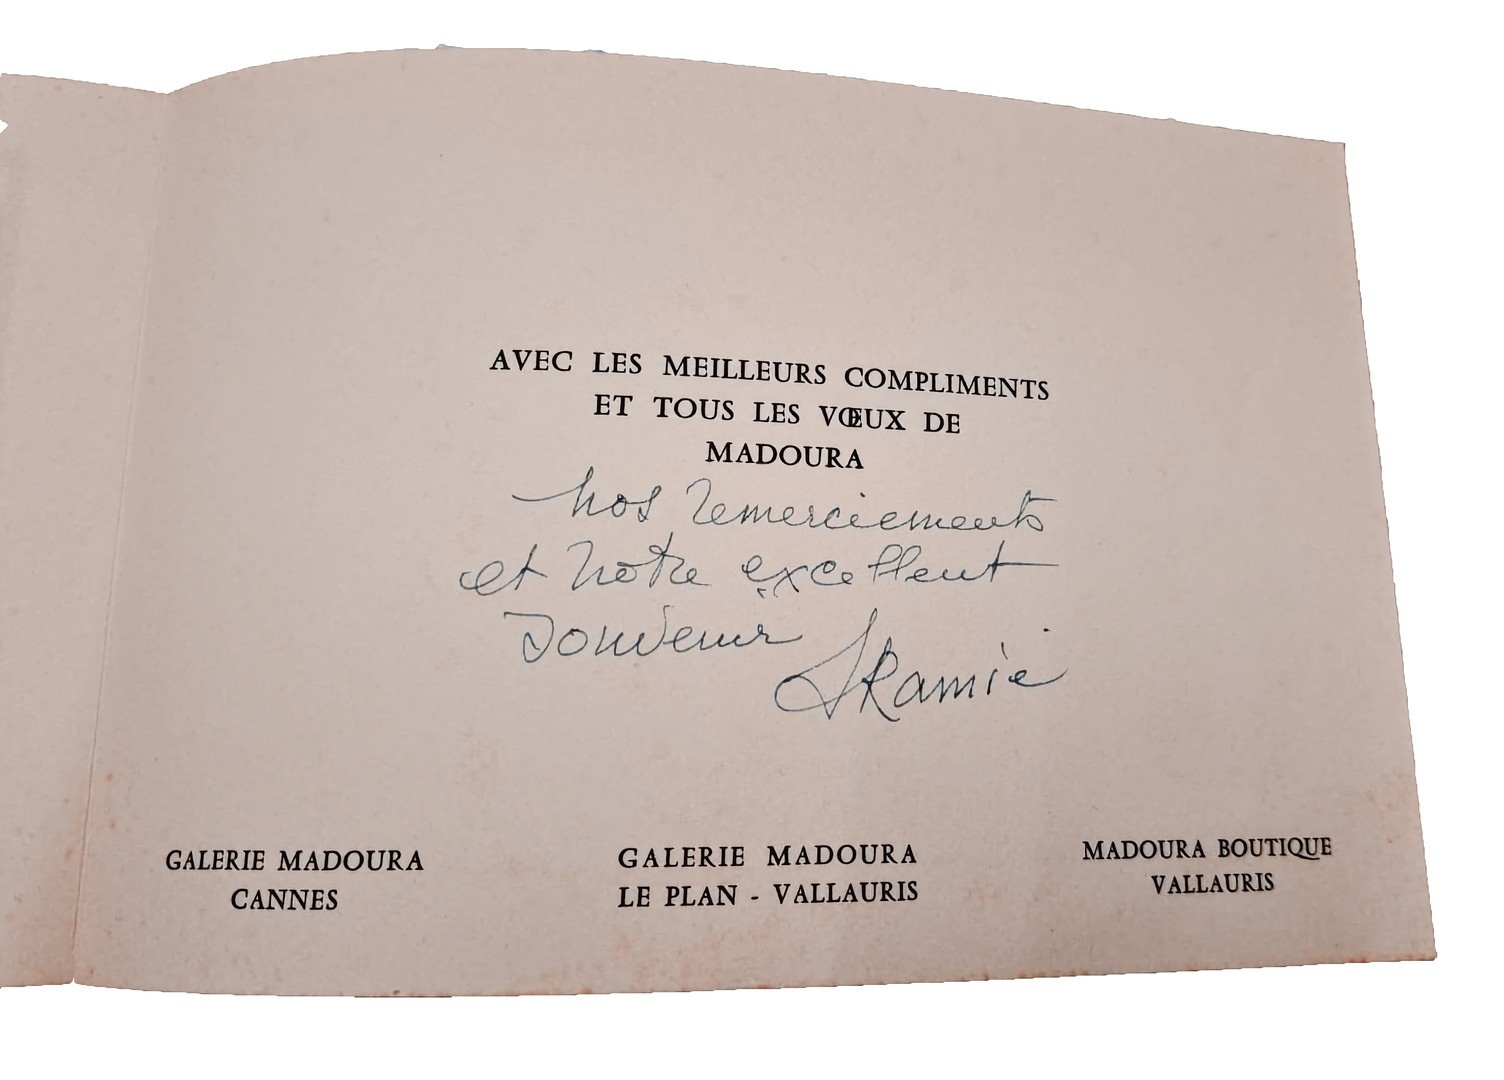 AVEC LES MEILLEURS COMPLIMENTS
ET TOUS LES VŒUX DE
MADOURA
nos remerciements
et notre excellent
souvenir
SRamié
GALERIE MADOURA
CANNES
GALERIE MADOURA
LE PLAN - VALLAURIS
MADOURA BOUTIQUE
VALLAURIS